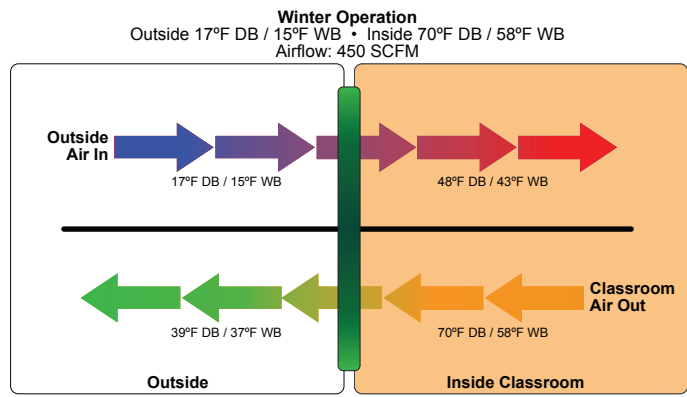 Winter Operation
Outside 17ºF DB / 15ºF WB • Inside 70ºF DB / 58ºF WB
Airflow: 450 SCFM
Outside
Air In
17ºF DB / 15ºF WB
48ºF DB / 43ºF WB
Classroom
Air Out
39ºF DB / 37ºF WB
70ºF DB / 58ºF WB
Outside
Inside Classroom